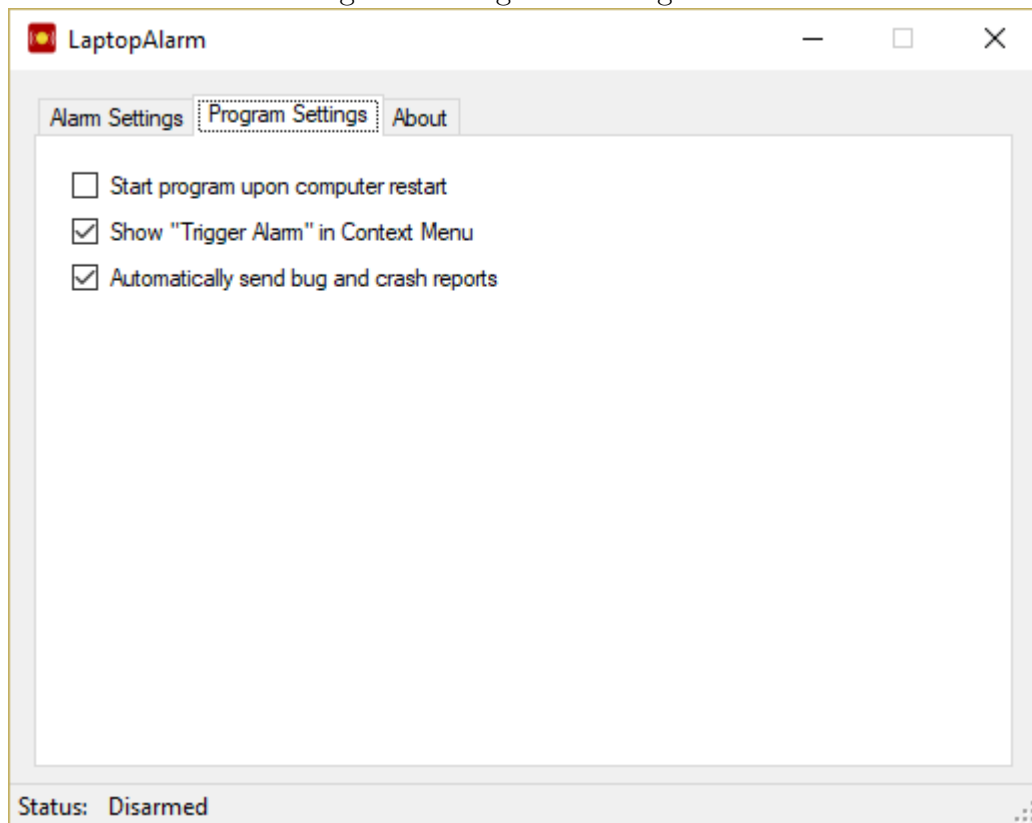 LaptopAlarm
Alarm Settings Program Settings About
Start program upon computer restart
Show "Trigger Alarm" in Context Menu
Automatically send bug and crash reports
Status: Disarmed